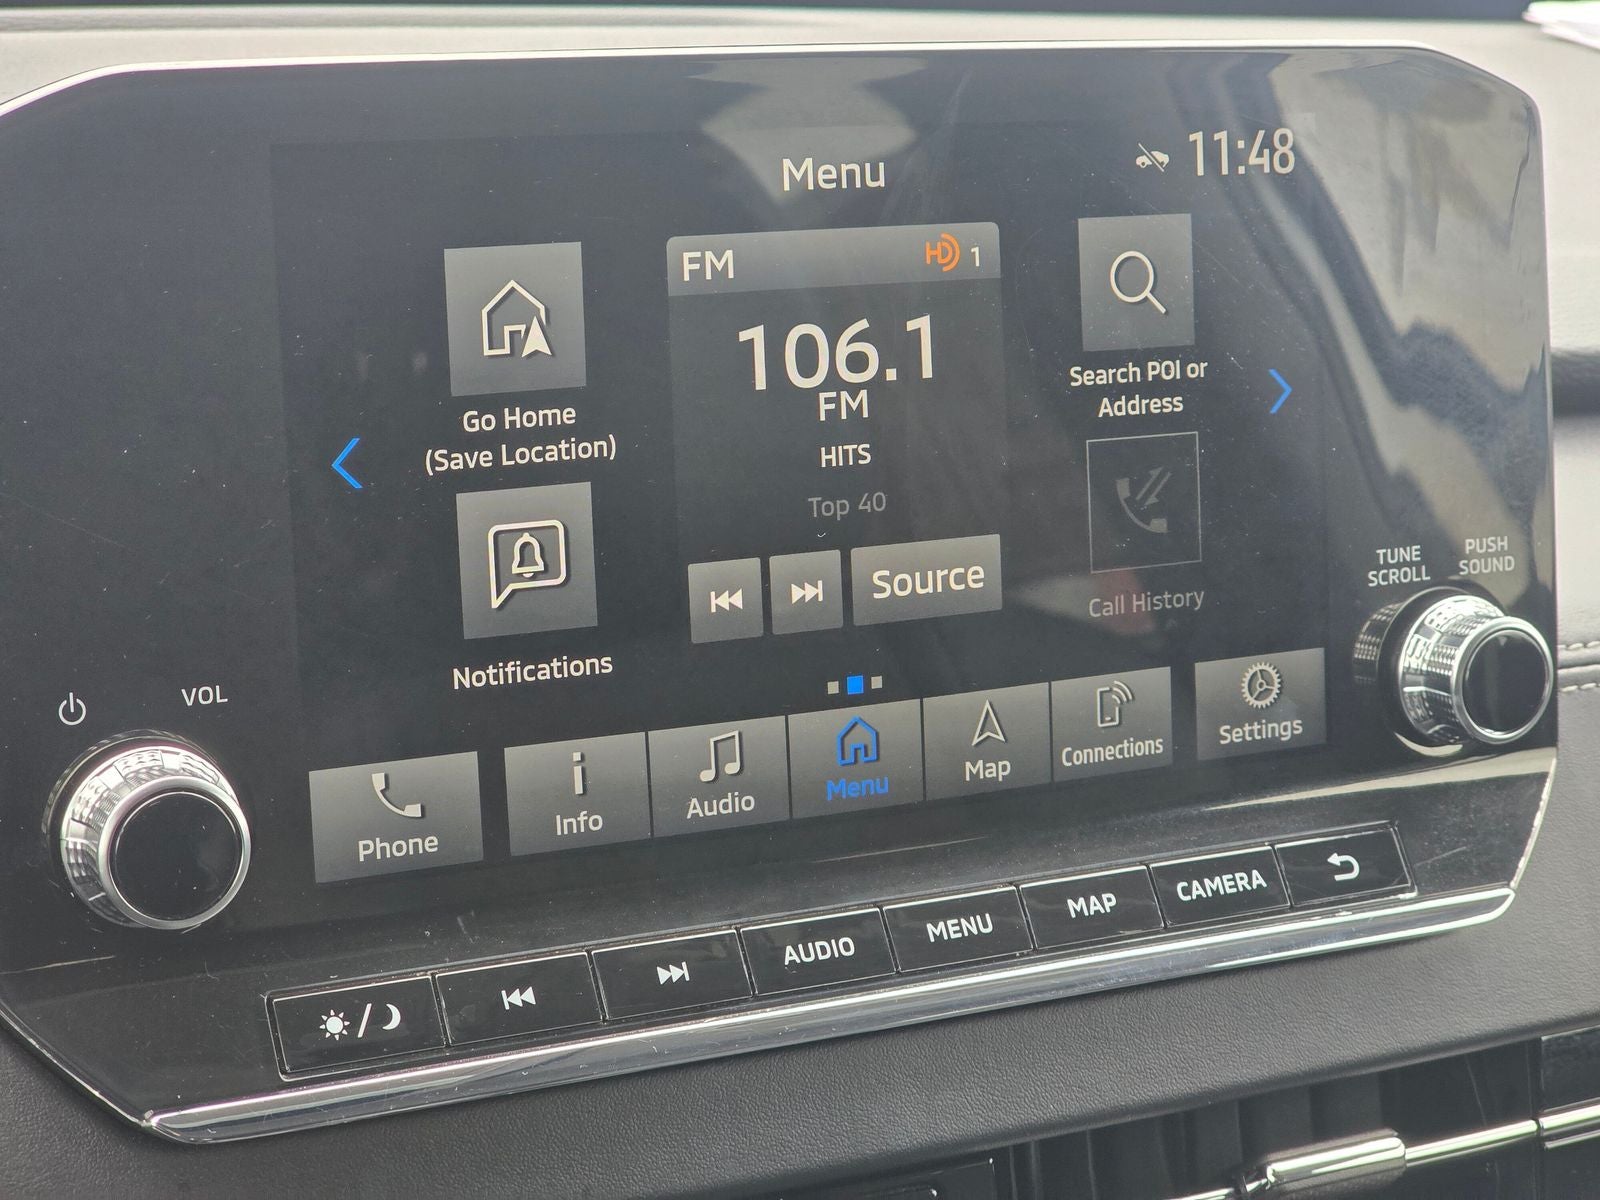 Menu
11:48
FM
HD 1
106.1
FM
HITS
Top 40
Source
Go Home
(Save Location)
Notifications
Search POI or
Address
Call History
TUNE
SCROLL
PUSH
SOUND
VOL
Phone
Info
Audio
Menu
Map
Connections
Settings
AUDIO
MENU
MAP
CAMERA